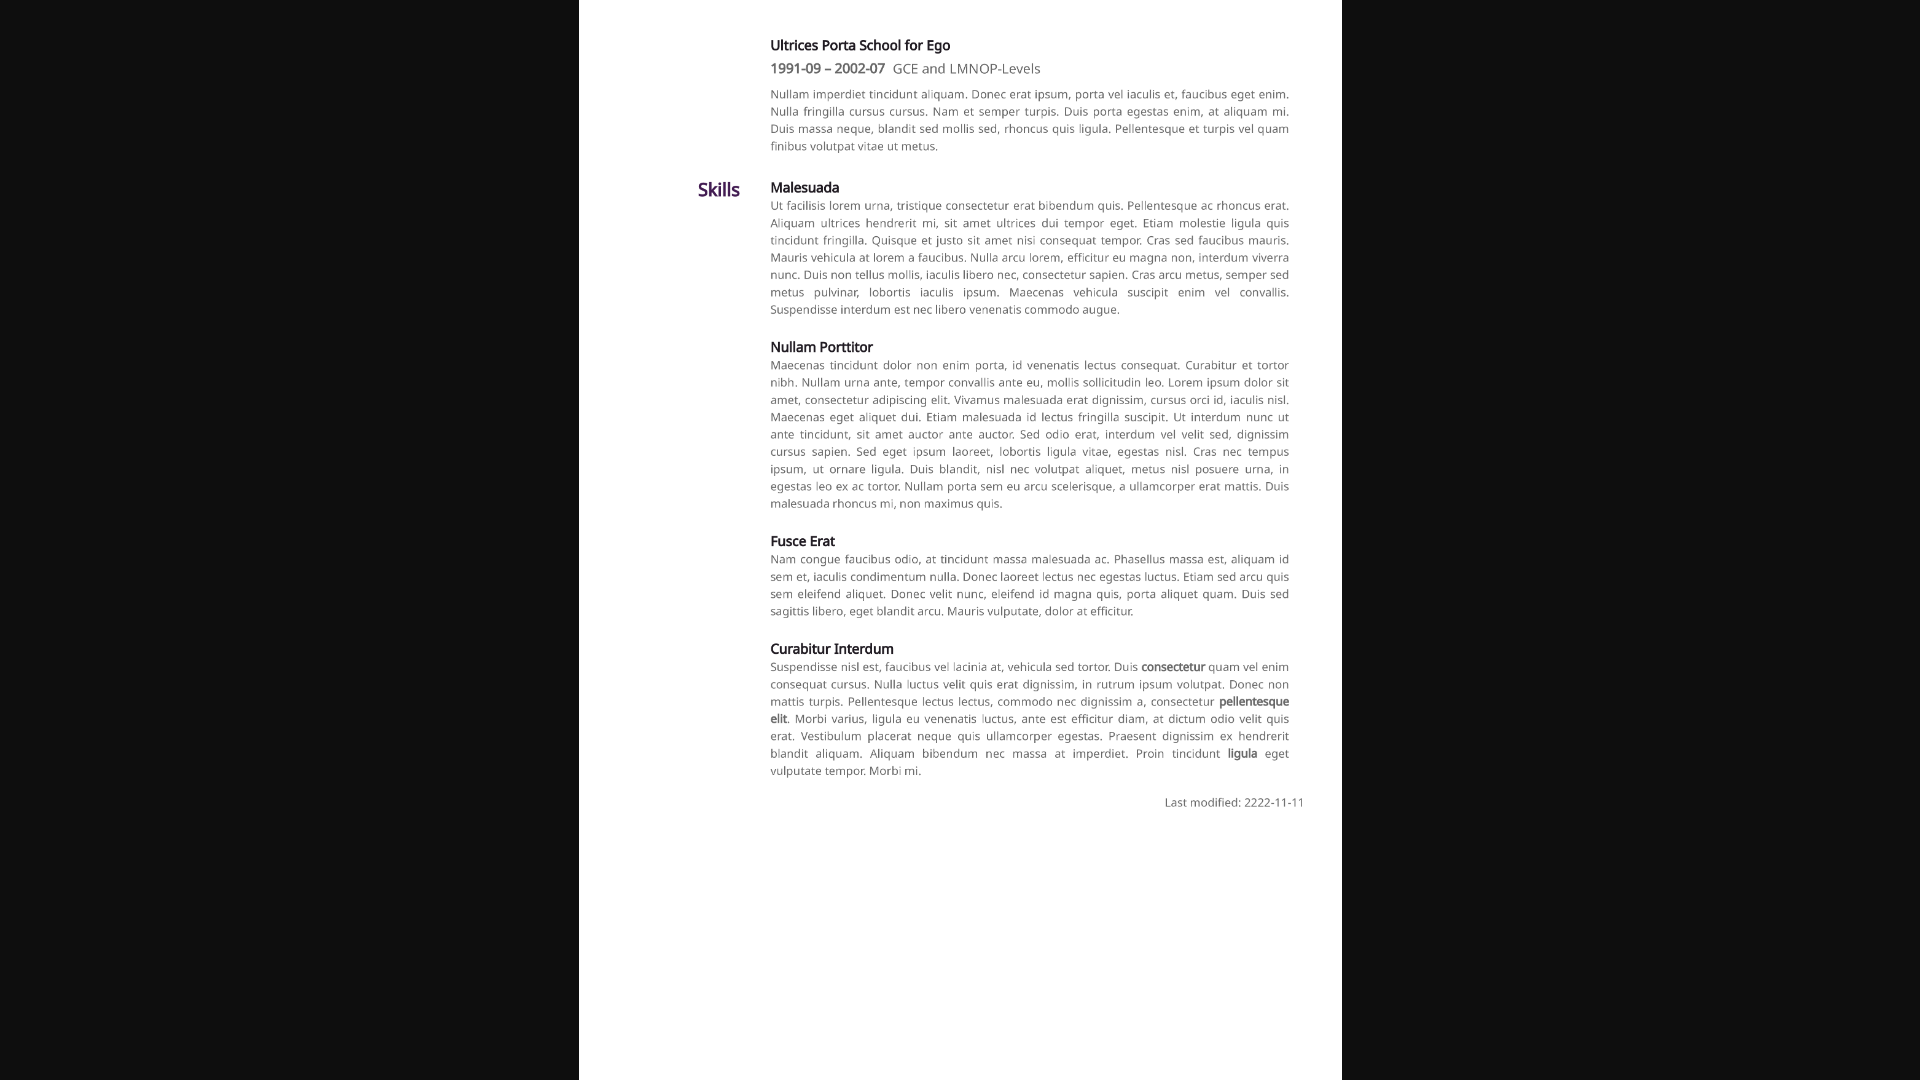 Ultrices Porta School for Ego
1991-09 – 2002-07 GCE and LMNOP-Levels
Nullam imperdiet tincidunt aliquam. Donec erat ipsum, porta vel iaculis et, faucibus eget enim.
Nulla fringilla cursus cursus. Nam et semper turpis. Duis porta egestas enim, at aliquam mi.
Duis massa neque, blandit sed mollis sed, rhoncus quis ligula. Pellentesque et turpis vel quam
finibus volutpat vitae ut metus.
Skills
Malesuada
Ut facilisis lorem urna, tristique consectetur erat bibendum quis. Pellentesque ac rhoncus erat.
Aliquam ultrices hendrerit mi, sit amet ultrices dui tempor eget. Etiam molestie ligula quis
tincidunt fringilla. Quisque et justo sit amet nisi consequat tempor. Cras sed faucibus mauris.
Mauris vehicula at lorem a faucibus. Nulla arcu lorem, efficitur eu magna non, interdum viverra
nunc. Duis non tellus mollis, iaculis libero nec, consectetur sapien. Cras arcu metus, semper sed
metus pulvinar, lobortis iaculis ipsum. Maecenas vehicula suscipit enim vel convallis.
Suspendisse interdum est nec libero venenatis commodo augue.
Nullam Porttitor
Maecenas tincidunt dolor non enim porta, id venenatis lectus consequat. Curabitur et tortor
nibh. Nullam urna ante, tempor convallis ante eu, mollis sollicitudin leo. Lorem ipsum dolor sit
amet, consectetur adipiscing elit. Vivamus malesuada erat dignissim, cursus orci id, iaculis nisl.
Maecenas eget aliquet dui. Etiam malesuada id lectus fringilla suscipit. Ut interdum nunc ut
ante tincidunt, sit amet auctor ante auctor. Sed odio erat, interdum vel velit sed, dignissim
cursus sapien. Sed eget ipsum laoreet, lobortis ligula vitae, egestas nisl. Cras nec tempus
ipsum, ut ornare ligula. Duis blandit, nisl nec volutpat aliquet, metus nisl posuere urna, in
egestas leo ex ac tortor. Nullam porta sem eu arcu scelerisque, a ullamcorper erat mattis. Duis
malesuada rhoncus mi, non maximus quis.
Fusce Erat
Nam congue faucibus odio, at tincidunt massa malesuada ac. Phasellus massa est, aliquam id
sem et, iaculis condimentum nulla. Donec laoreet lectus nec egestas luctus. Etiam sed arcu quis
sem eleifend aliquet. Donec velit nunc, eleifend id magna quis, porta aliquet quam. Duis sed
sagittis libero, eget blandit arcu. Mauris vulputate, dolor at efficitur.
Curabitur Interdum
Suspendisse nisl est, faucibus vel lacinia at, vehicula sed tortor. Duis consectetur quam vel enim
consequat cursus. Nulla luctus velit quis erat dignissim, in rutrum ipsum volutpat. Donec non
mattis turpis. Pellentesque lectus lectus, commodo nec dignissim a, consectetur pellentesque
elit. Morbi varius, ligula eu venenatis luctus, ante est efficitur diam, at dictum odio velit quis
erat. Vestibulum placerat neque quis ullamcorper egestas. Praesent dignissim ex hendrerit
blandit aliquam. Aliquam bibendum nec massa at imperdiet. Proin tincidunt ligula eget
vulputate tempor. Morbi mi.
Last modified: 2222-11-11